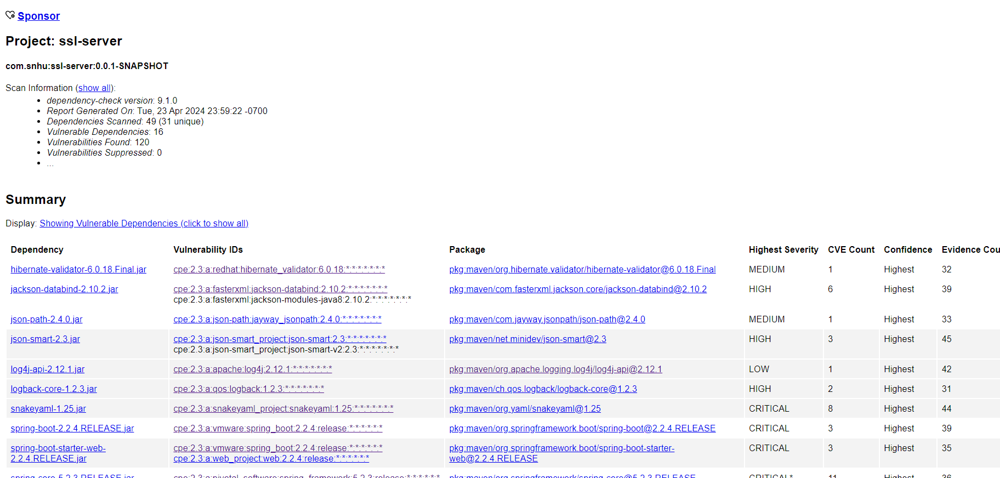 Sponsor
Project: ssl-server
com.snhu:ssl-server:0.0.1-SNAPSHOT
Scan Information (show all):
• dependency-check version: 9.1.0
• Report Generated On: Tue, 23 Apr 2024 23:59:22 -0700
• Dependencies Scanned: 49 (31 unique)
• Vulnerable Dependencies: 16
• Vulnerabilities Found: 120
• Vulnerabilities Suppressed: 0
• ...
Summary
Display: Showing Vulnerable Dependencies (click to show all)
Dependency Vulnerability IDs Package Highest Severity CVE Count Confidence Evidence Cou
hibernate-validator-6.0.18.Final.jar cpe:2.3:a:redhat:hibernate_validator:6.0.18:*:*:*:*:*:*:* pkg:maven/org.hibernate.validator/hibernate-validator@6.0.18.Final MEDIUM 1 Highest 32
jackson-databind-2.10.2.jar cpe:2.3:a:fasterxml:jackson-databind:2.10.2:*:*:*:*:*:*:* pkg:maven/com.fasterxml.jackson.core/jackson-databind@2.10.2 HIGH 6 Highest 39
cpe:2.3:a:fasterxml:jackson-modules-java8:2.10.2:*:*:*:*:*:*:*
json-path-2.4.0.jar cpe:2.3:a:json-path:jayway_jsonpath:2.4.0:*:*:*:*:*:*:* pkg:maven/com.jayway.jsonpath/json-path@2.4.0 MEDIUM 1 Highest 33
json-smart-2.3.jar cpe:2.3:a:json-smart_project:json-smart:2.3:*:*:*:*:*:*:* pkg:maven/net.minidev/json-smart@2.3 HIGH 3 Highest 45
cpe:2.3:a:json-smart_project:json-smart-v2:2.3:*:*:*:*:*:*:*
log4j-api-2.12.1.jar cpe:2.3:a:apache:log4j:2.12.1:*:*:*:*:*:*:* pkg:maven/org.apache.logging.log4j/log4j-api@2.12.1 LOW 1 Highest 42
logback-core-1.2.3.jar cpe:2.3:a:qos:logback:1.2.3:*:*:*:*:*:*:* pkg:maven/ch.qos.logback/logback-core@1.2.3 HIGH 2 Highest 31
snakeyaml-1.25.jar cpe:2.3:a:snakeyaml_project:snakeyaml:1.25:*:*:*:*:*:*:* pkg:maven/org.yaml/snakeyaml@1.25 CRITICAL 8 Highest 44
spring-boot-2.2.4.RELEASE.jar cpe:2.3:a:vmware:spring_boot:2.2.4:release:*:*:*:*:*:* pkg:maven/org.springframework.boot/spring-boot@2.2.4.RELEASE CRITICAL 3 Highest 39
spring-boot-starter-web- cpe:2.3:a:vmware:spring_boot:2.2.4:release:*:*:*:*:*:* pkg:maven/org.springframework.boot/spring-boot-starter- CRITICAL 3 Highest 35
2.2.4.RELEASE.jar cpe:2.3:a:web_project:web:2.2.4:release:*:*:*:*:*:* web@2.2.4.RELEASE
spring-core-5.2.3.RELEASE.jar cpe:2.3:a:pivotal_software:spring_framework:5.2.3:release:*:*:*:*:*:* pkg:maven/org.springframework/spring-core@5.2.3.RELEASE CRITICAL* 11 Highest 36